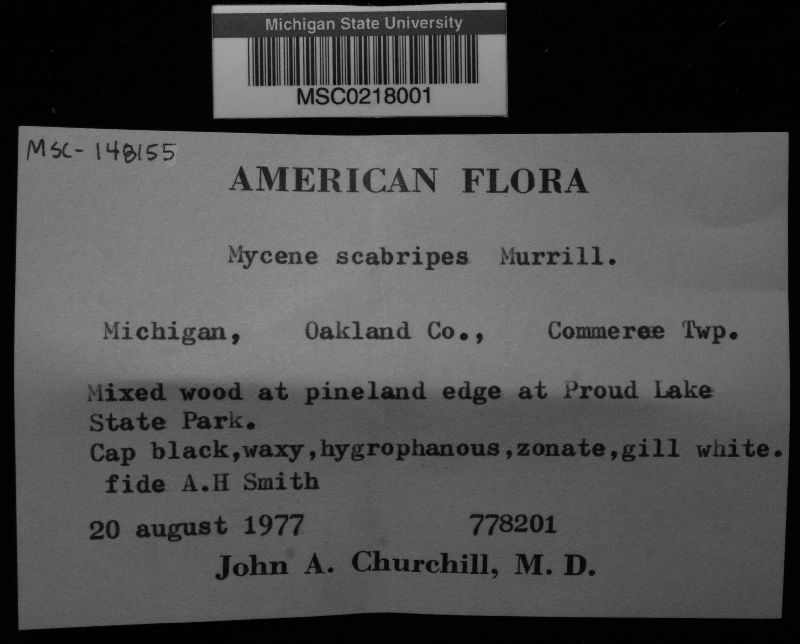 Michigan State University
MSC0218001
MSC-148155
AMERICAN FLORA
Mycene scabripes Murrill.
Michigan, Oakland Co., Commerce Twp.
Mixed wood at pineland edge at Proud Lake
State Park.
Cap black,waxy,hygrophanous,zonate,gill white.
fide A.H Smith
20 august 1977 778201
John A. Churchill, M. D.